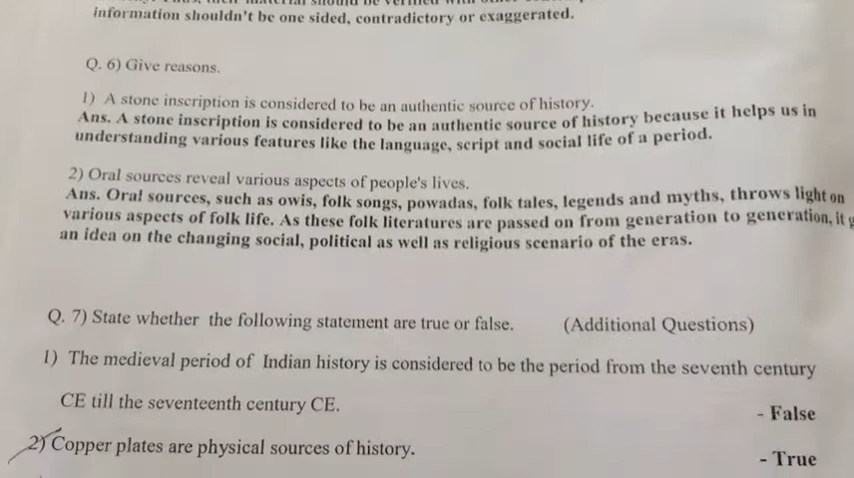 information shouldn't be one sided, contradictory or exaggerated.
Q. 6) Give reasons.
1) A stone inscription is considered to be an authentic source of history.
Ans. A stone inscription is considered to be an authentic source of history because it helps us in
understanding various features like the language, script and social life of a period.
2) Oral sources reveal various aspects of people's lives.
Ans. Oral sources, such as owis, folk songs, powadas, folk tales, legends and myths, throws light on
various aspects of folk life. As these folk literatures are passed on from generation to generation, it
an idea on the changing social, political as well as religious scenario of the eras.
Q. 7) State whether the following statement are true or false. (Additional Questions)
1) The medieval period of Indian history is considered to be the period from the seventh century
CE till the seventeenth century CE. - False
2) Copper plates are physical sources of history. - True